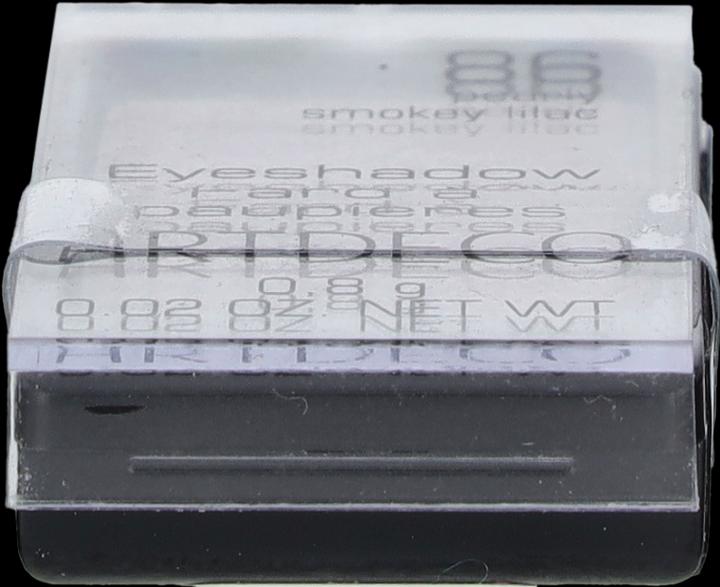 86
pearly
smokey lilac
Eyeshadow
Fard à
paupières
ARTDECO
0.8 g
0.02 OZ. NET WT